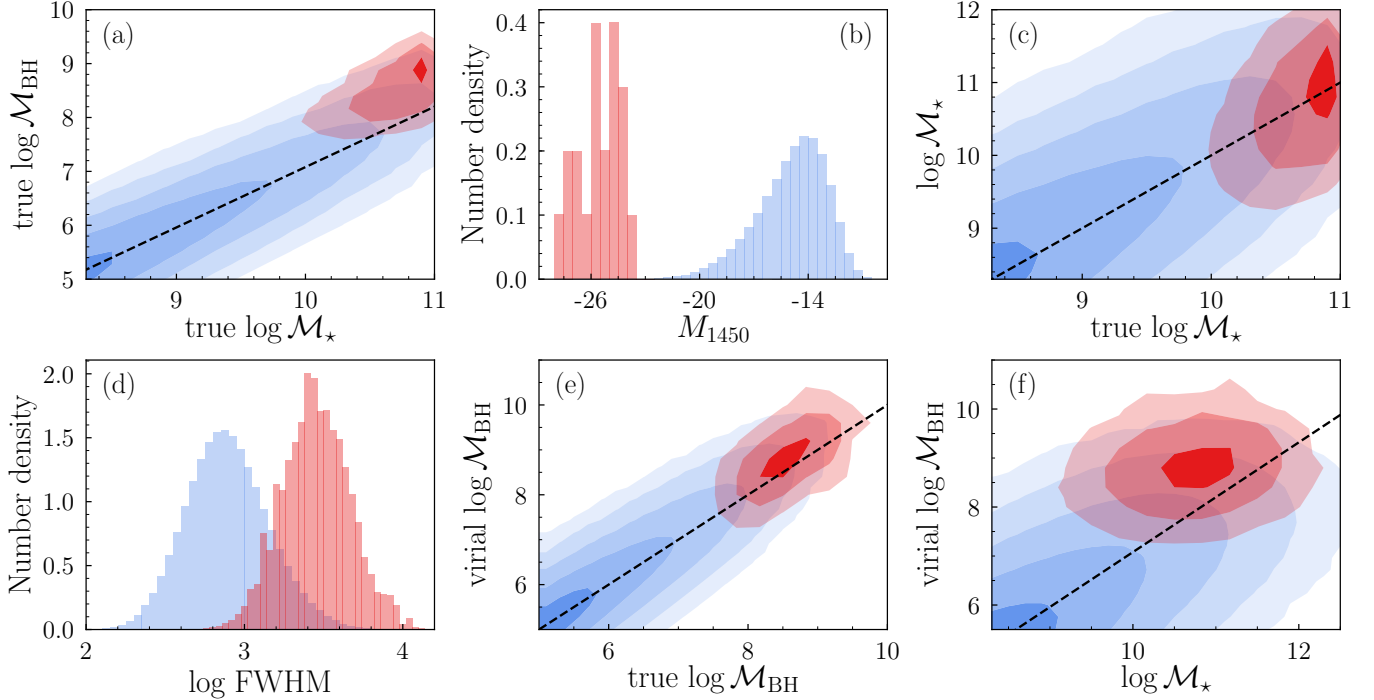 (a)
true log ℳ_BH
9
8
7
6
5
9
10
11
true log ℳ_⋆
(b)
Number density
0.4
0.3
0.2
0.1
0.0
-26
-20
-14
M_1450
(c)
log ℳ_⋆
12
11
10
9
9
10
11
true log ℳ_⋆
(d)
Number density
2.0
1.5
1.0
0.5
0.0
2
3
4
log FWHM
(e)
virial log ℳ_BH
10
8
6
6
8
10
true log ℳ_BH
(f)
virial log ℳ_BH
10
8
6
10
12
log ℳ_⋆